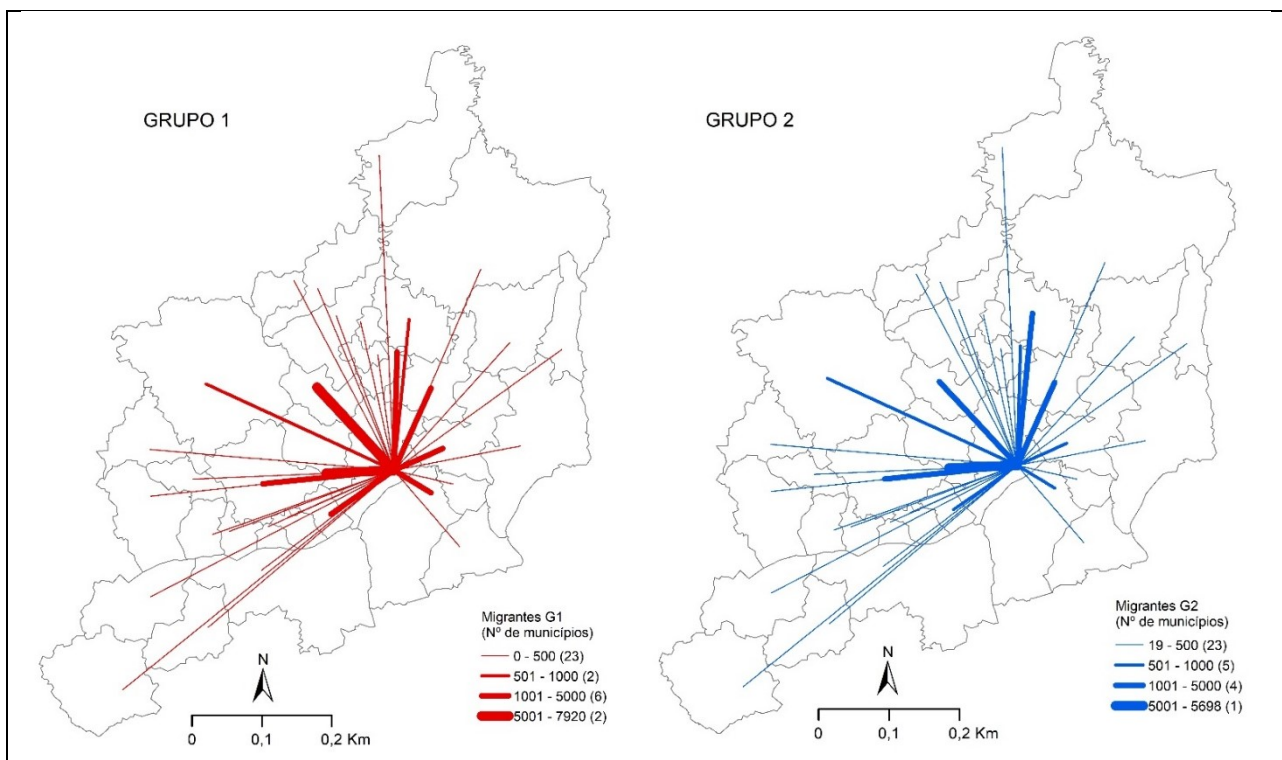 GRUPO 1
Migrantes G1
(Nº de municípios)
0 - 500 (23)
501 - 1000 (2)
1001 - 5000 (6)
5001 - 7920 (2)
N
0
0,1
0,2 Km
GRUPO 2
Migrantes G2
(Nº de municípios)
19 - 500 (23)
501 - 1000 (5)
1001 - 5000 (4)
5001 - 5698 (1)
N
0
0,1
0,2 Km